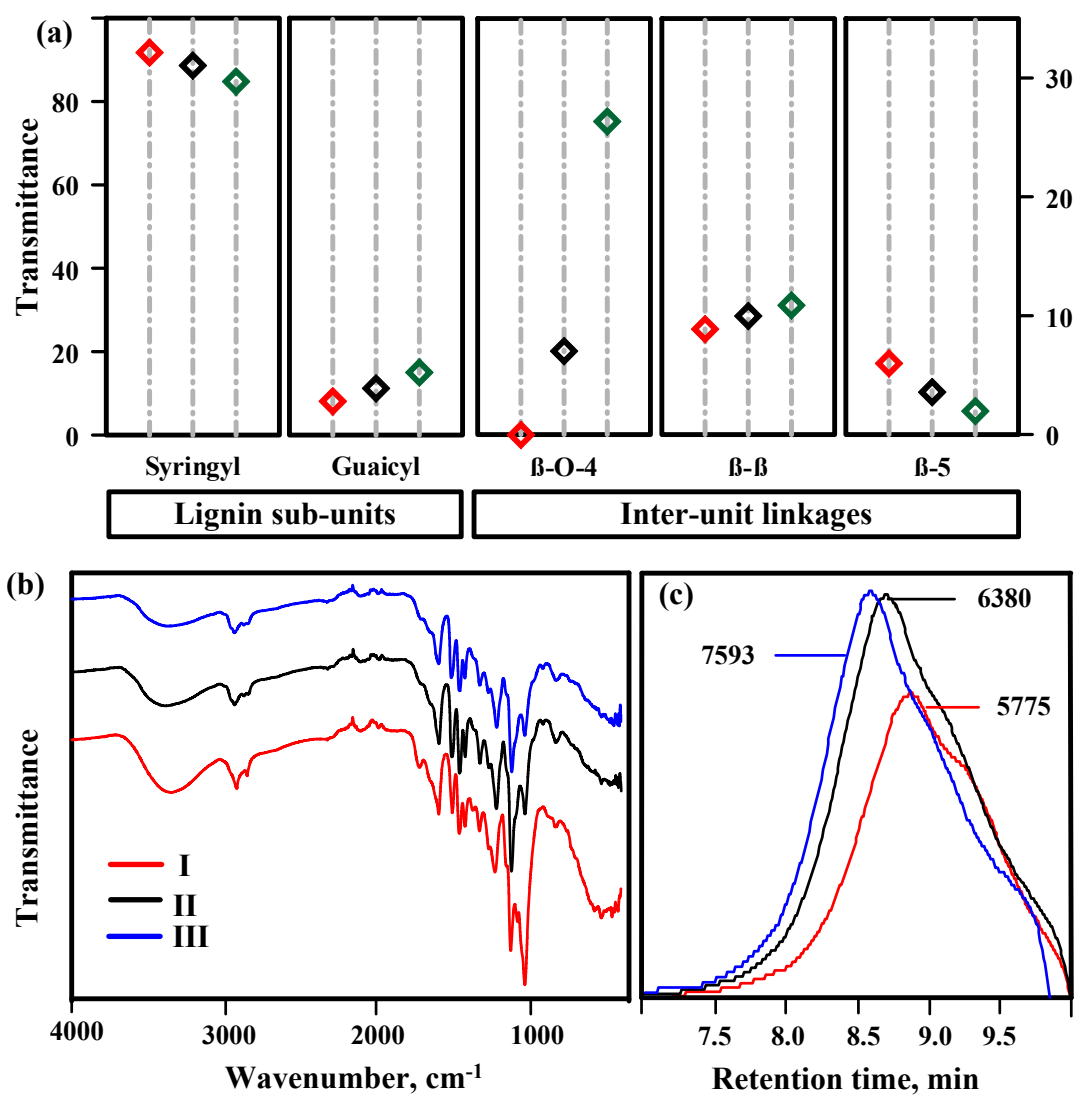 (a)
Transmittance
80
60
40
20
0
30
20
10
0
Syringyl
Guaicyl
ß-O-4
ß-ß
ß-5
Lignin sub-units
Inter-unit linkages
(b)
Transmittance
I
II
III
4000
3000
2000
1000
Wavenumber, cm-1
(c)
6380
7593
5775
7.5
8.0
8.5
9.0
9.5
Retention time, min